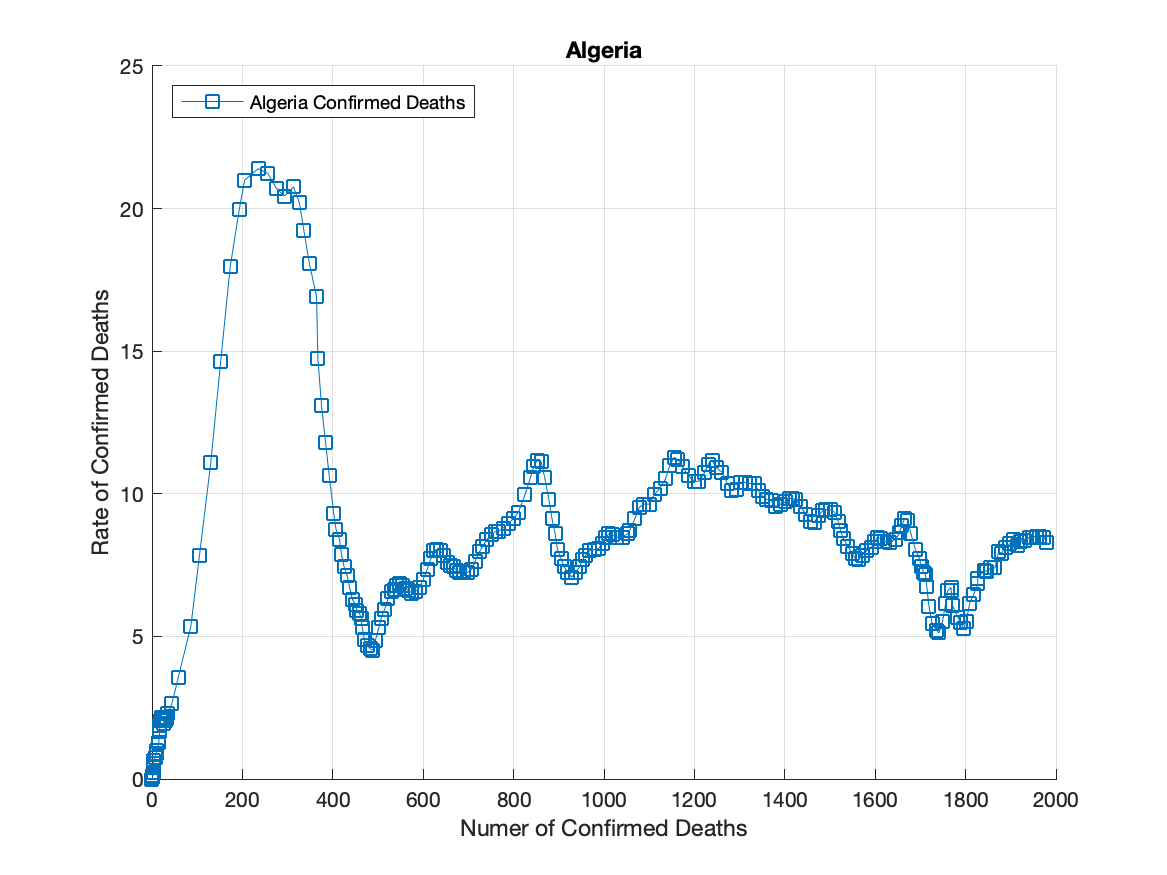 Algeria
25
Algeria Confirmed Deaths
20
15
10
5
0
Rate of Confirmed Deaths
0 200 400 600 800 1000 1200 1400 1600 1800 2000
Numer of Confirmed Deaths